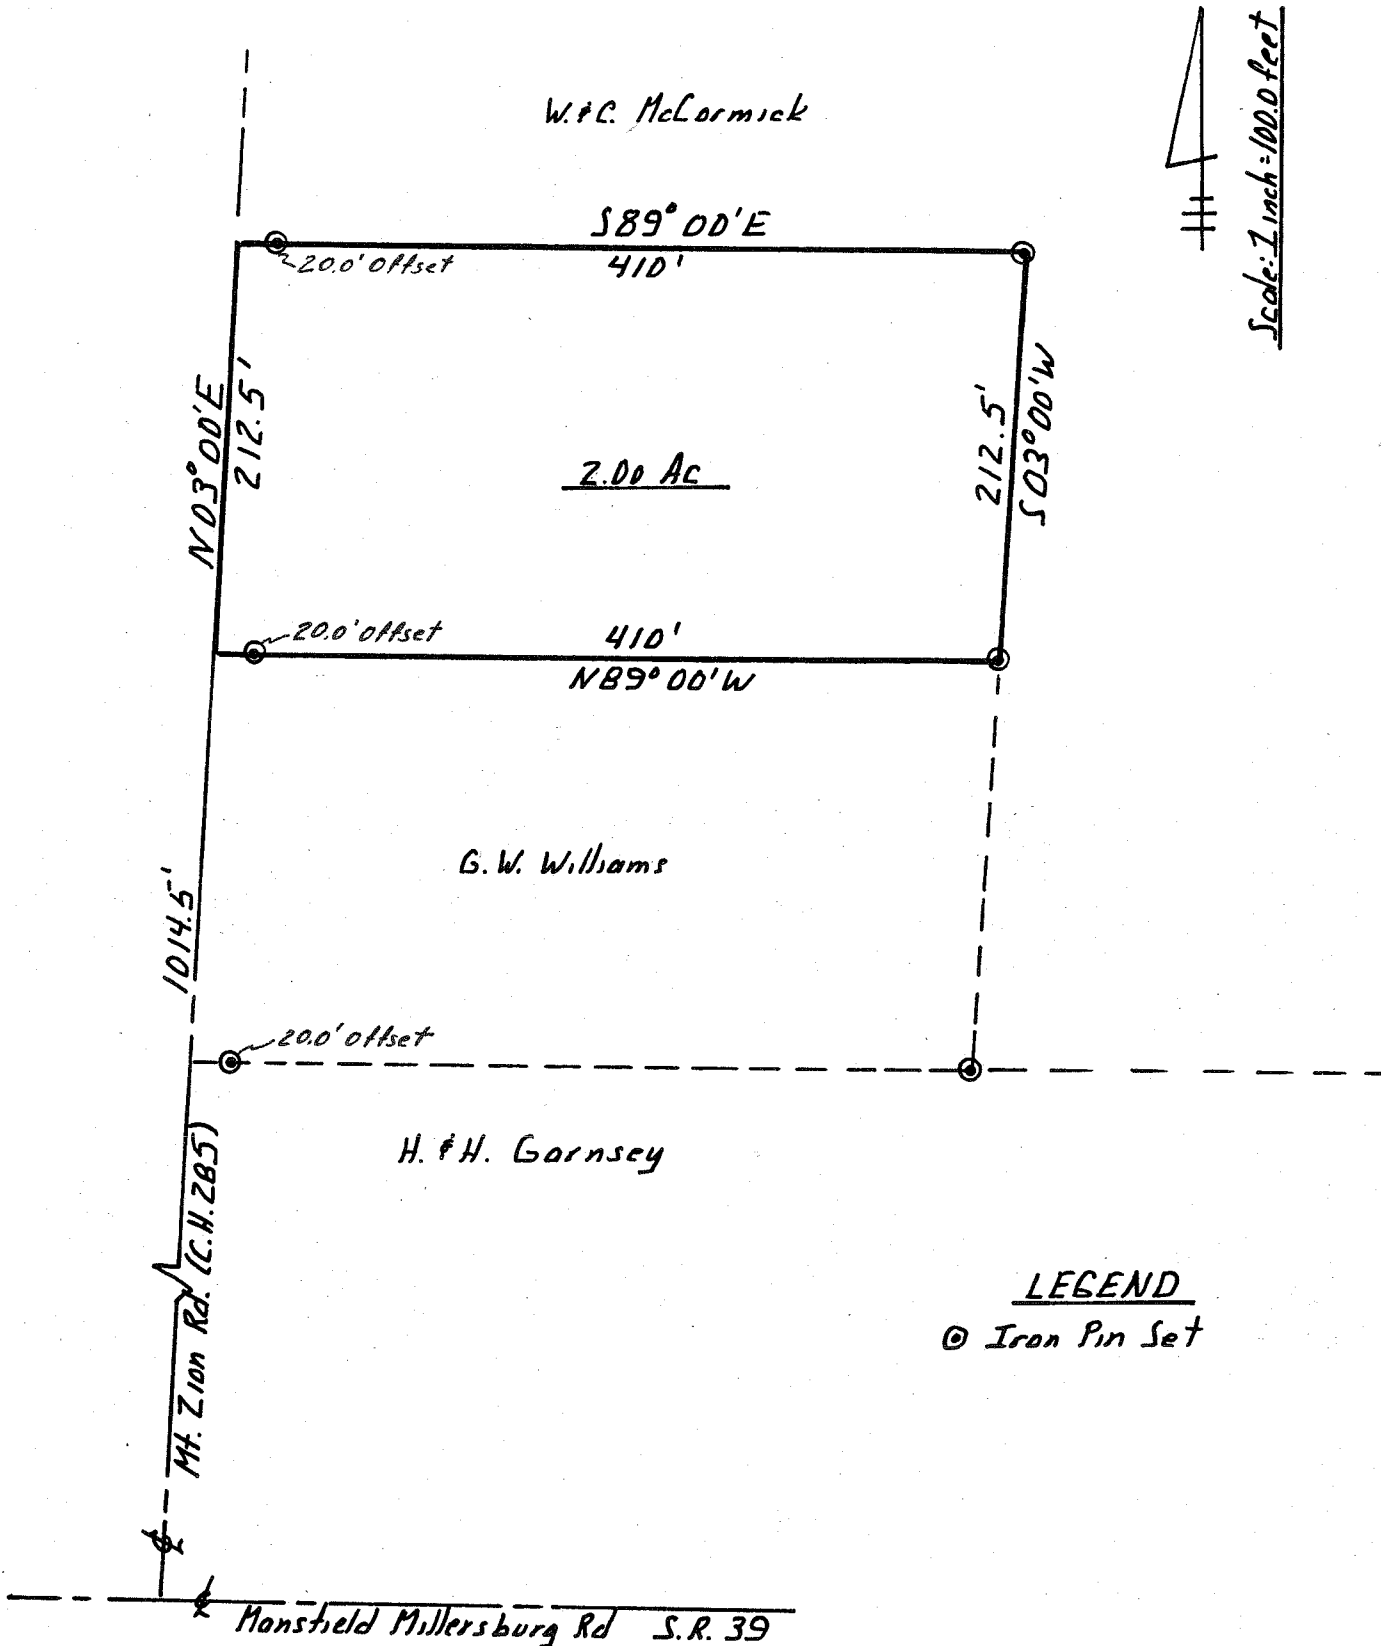 W. & C. McCormick
Scale: 1 inch = 100.0 feet
S89° 00' E
410'
20.0' Offset
N03° 00' E
212.5'
2.00 Ac
212.5'
S03° 00' W
20.0' Offset
410'
N89° 00' W
G. W. Williams
1014.5'
20.0' Offset
H. & H. Garnsey
Mt. Zion Rd. (C.H. 285)
LEGEND
Iron Pin Set
Mansfield Millersburg Rd S.R. 39